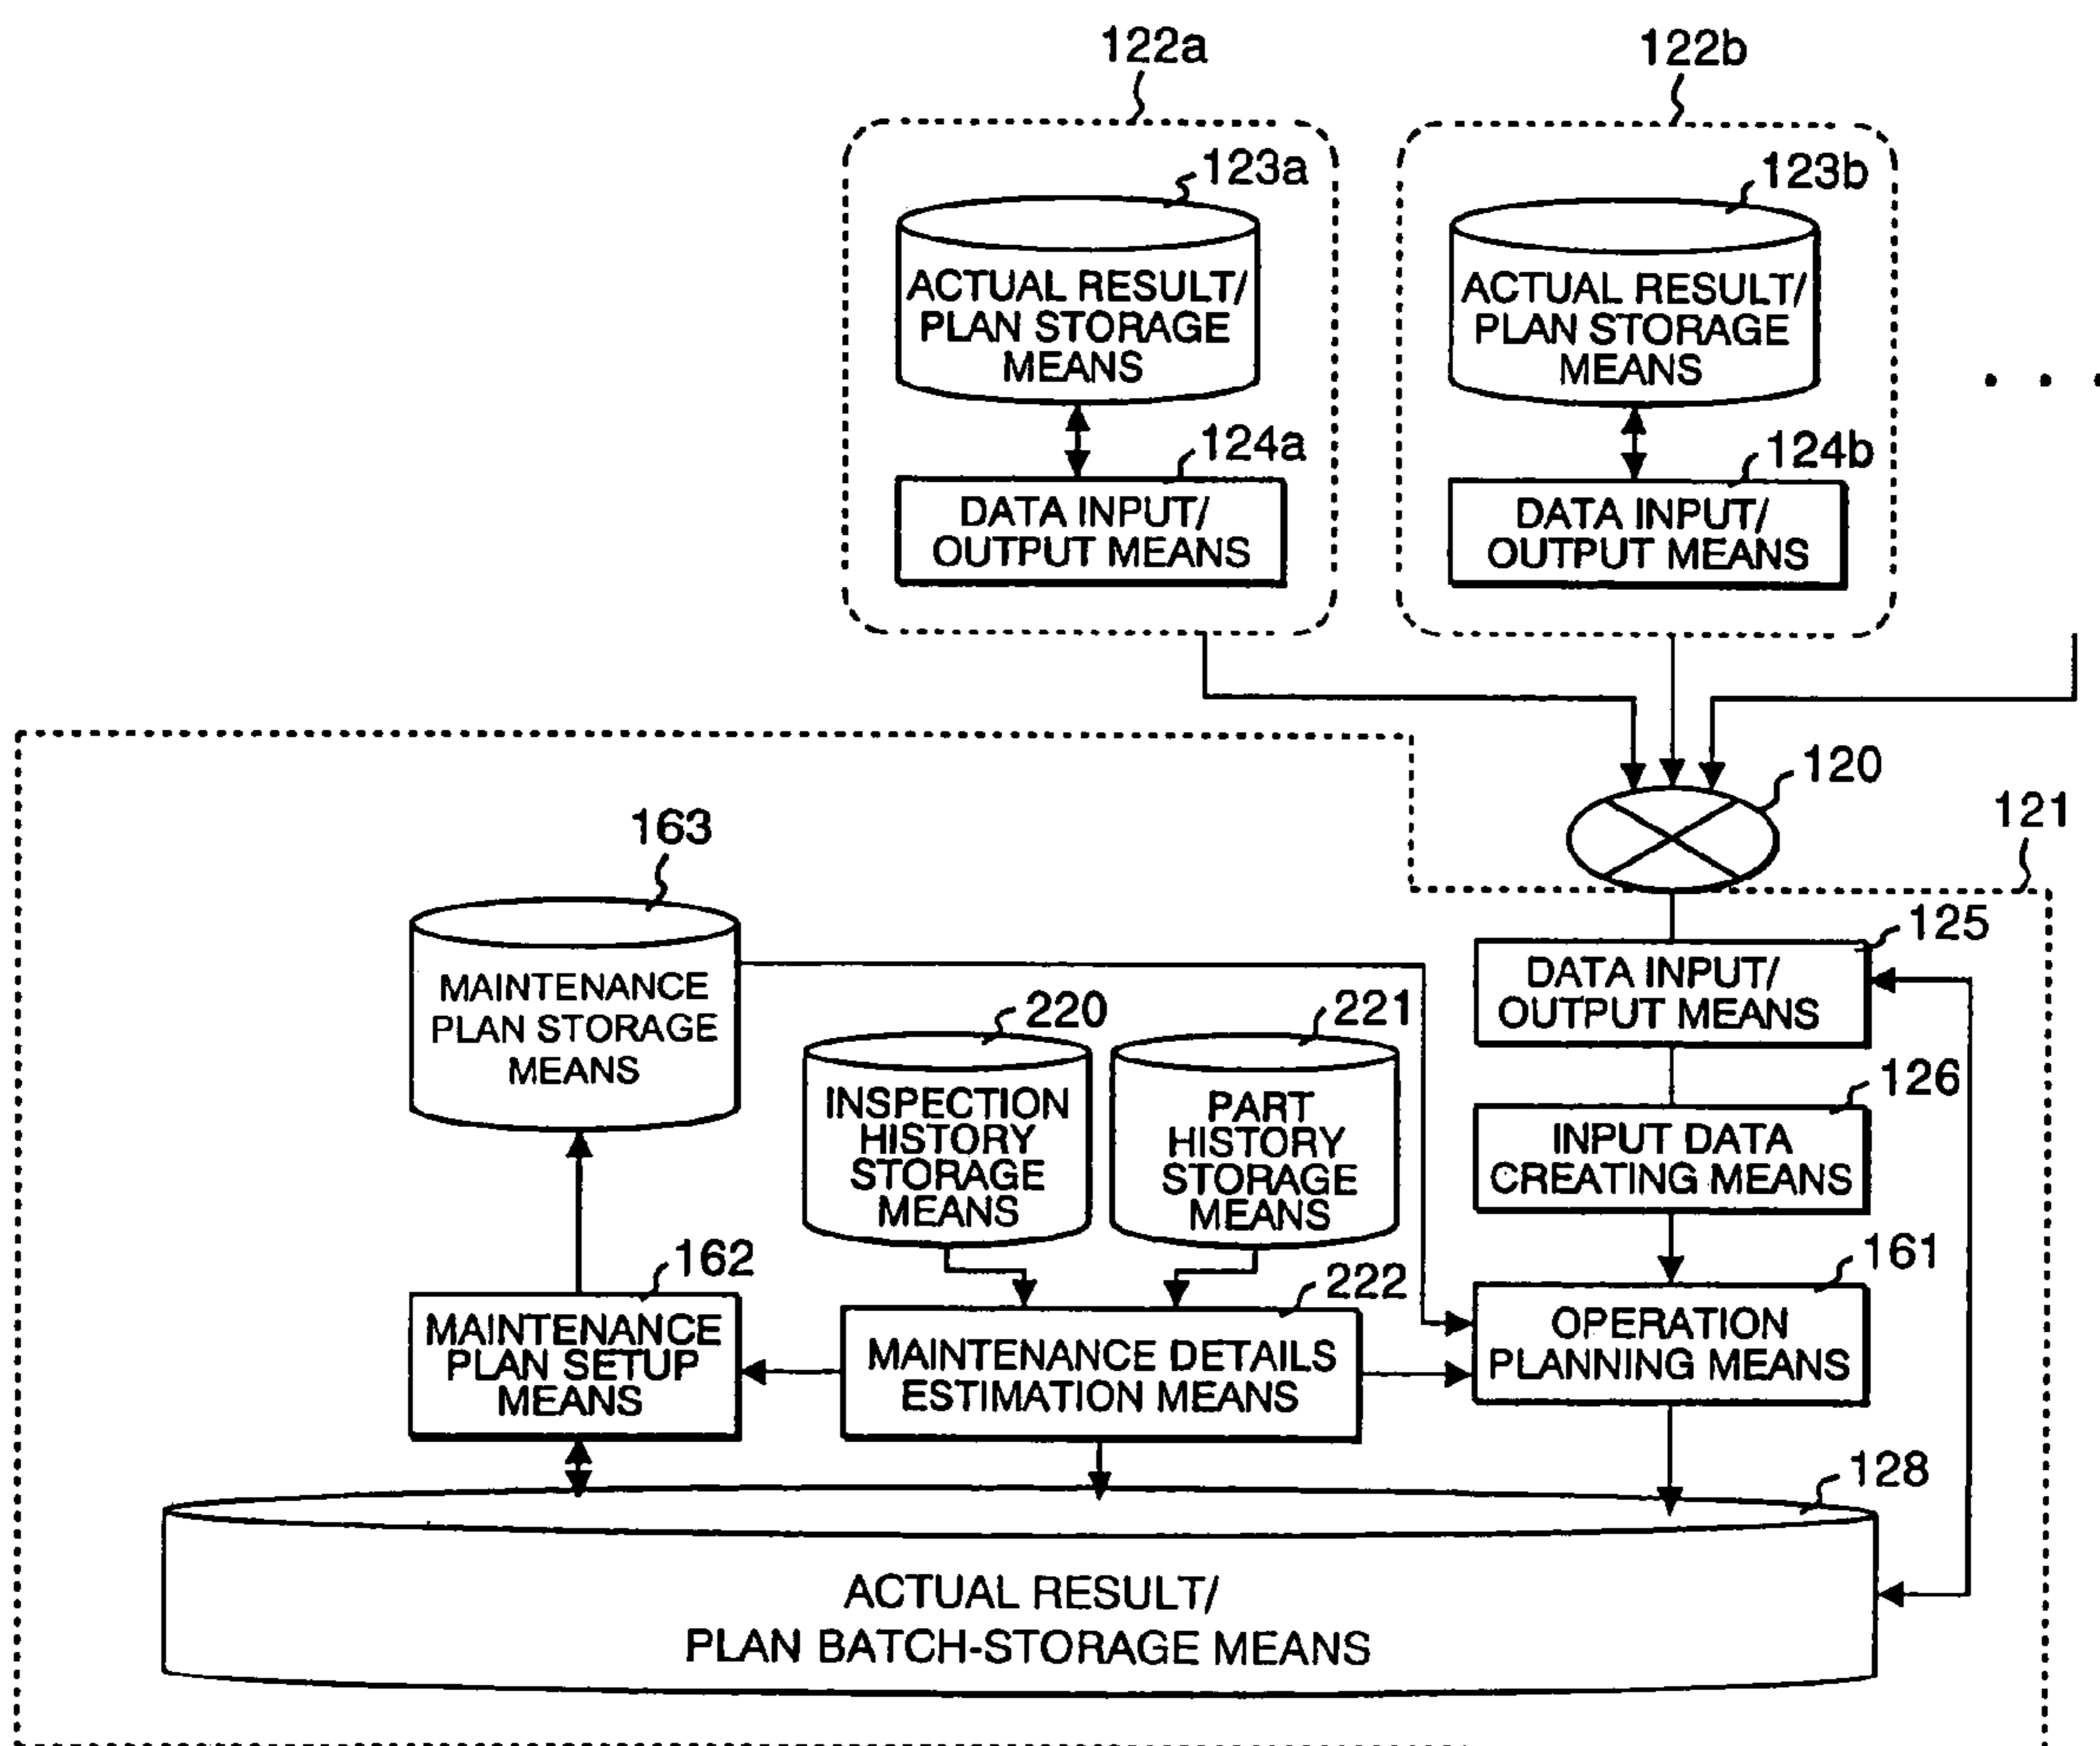 122a
122b
123a
123b
ACTUAL RESULT/
PLAN STORAGE
MEANS
ACTUAL RESULT/
PLAN STORAGE
MEANS
. . .
124a
124b
DATA INPUT/
OUTPUT MEANS
DATA INPUT/
OUTPUT MEANS
120
121
163
125
MAINTENANCE
PLAN STORAGE
MEANS
DATA INPUT/
OUTPUT MEANS
220
221
INSPECTION
HISTORY
STORAGE
MEANS
PART
HISTORY
STORAGE
MEANS
126
INPUT DATA
CREATING MEANS
162
222
161
MAINTENANCE
PLAN SETUP
MEANS
MAINTENANCE DETAILS
ESTIMATION MEANS
OPERATION
PLANNING MEANS
128
ACTUAL RESULT/
PLAN BATCH-STORAGE MEANS